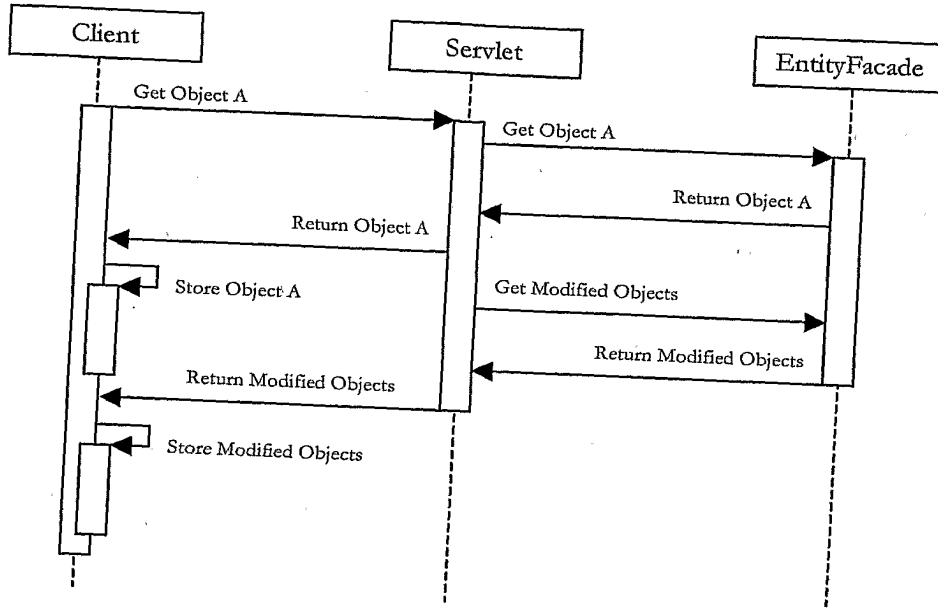 Client
Servlet
EntityFacade
Get Object A
Get Object A
Return Object A
Return Object A
Store Object A
Get Modified Objects
Return Modified Objects
Return Modified Objects
Store Modified Objects